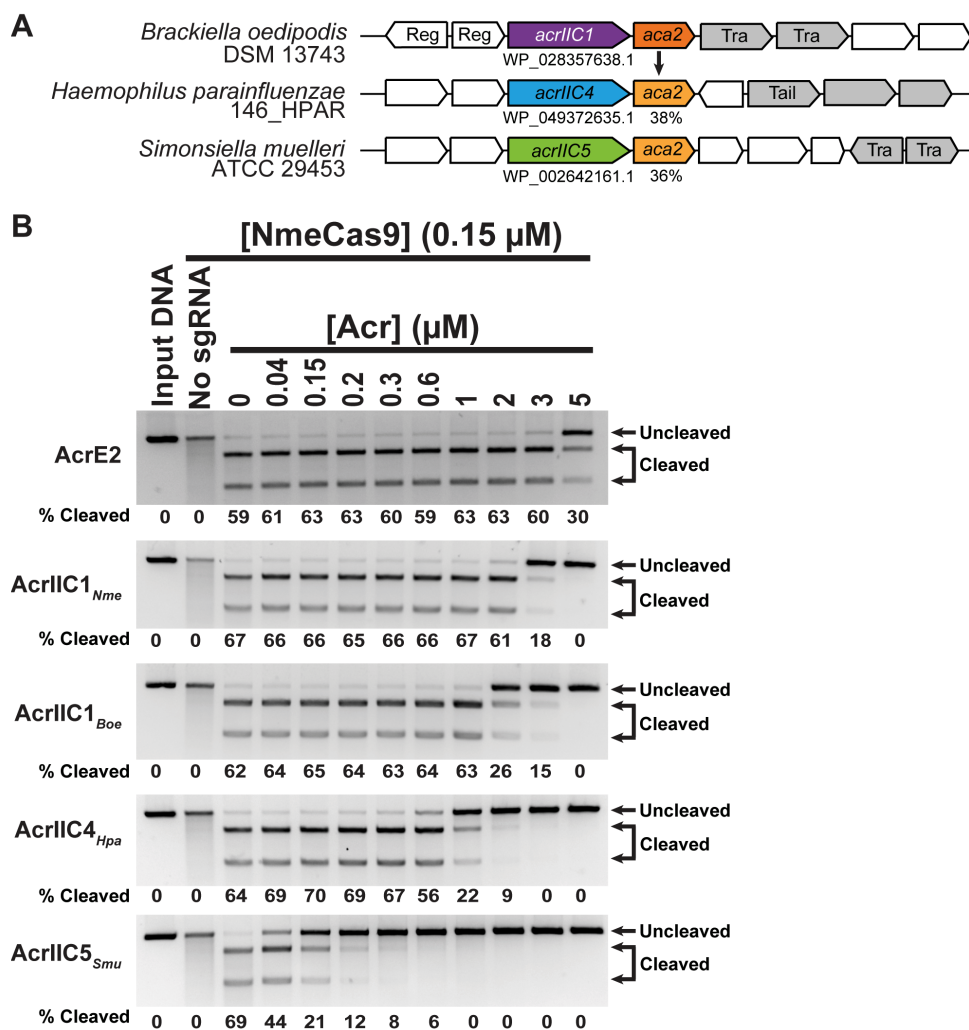 A
Brackiella oedipodis
DSM 13743
Reg Reg acrIIC1 aca2 Tra Tra
WP_028357638.1
Haemophilus parainfluenzae
146_HPAR
acrIIC4 aca2 Tail
WP_049372635.1 38%
Simonsiella muelleri
ATCC 29453
acrIIC5 aca2 Tra Tra
WP_002642161.1 36%
B
[NmeCas9] (0.15 µM)
Input DNA
No sgRNA
[Acr] (µM)
0 0.04 0.15 0.2 0.3 0.6 1 2 3 5
AcrE2
Uncleaved
Cleaved
% Cleaved 0 0 59 61 63 63 60 59 63 63 60 30
AcrIIC1Nme
Uncleaved
Cleaved
% Cleaved 0 0 67 66 66 65 66 66 67 61 18 0
AcrIIC1Boe
Uncleaved
Cleaved
% Cleaved 0 0 62 64 65 64 63 64 63 26 15 0
AcrIIC4Hpa
Uncleaved
Cleaved
% Cleaved 0 0 64 69 70 69 67 56 22 9 0 0
AcrIIC5Smu
Uncleaved
Cleaved
% Cleaved 0 0 69 44 21 12 8 6 0 0 0 0